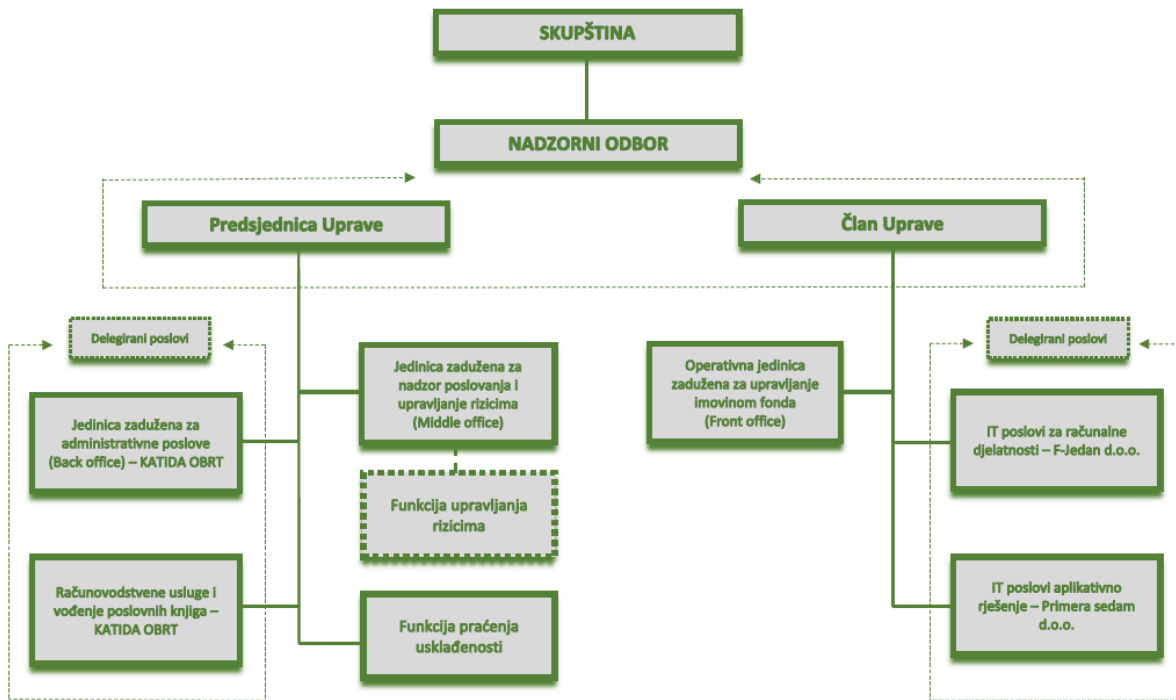 SKUPŠTINA
NADZORNI ODBOR
Predsjednica Uprave
Član Uprave
Delegirani poslovi
Jedinica zadužena za
nadzor poslovanja i
upravljanje rizicima
(Middle office)
Operativna jedinica
zadužena za upravljanje
imovinom fonda
(Front office)
Delegirani poslovi
Jedinica zadužena za
administrativne poslove
(Back office) – KATIDA OBRT
IT poslovi za računalne
djelatnosti – F-Jedan d.o.o.
Funkcija upravljanja
rizicima
Računovodstvene usluge i
vođenje poslovnih knjiga –
KATIDA OBRT
Funkcija praćenja
usklađenosti
IT poslovi aplikativno
rješenje – Primera sedam
d.o.o.